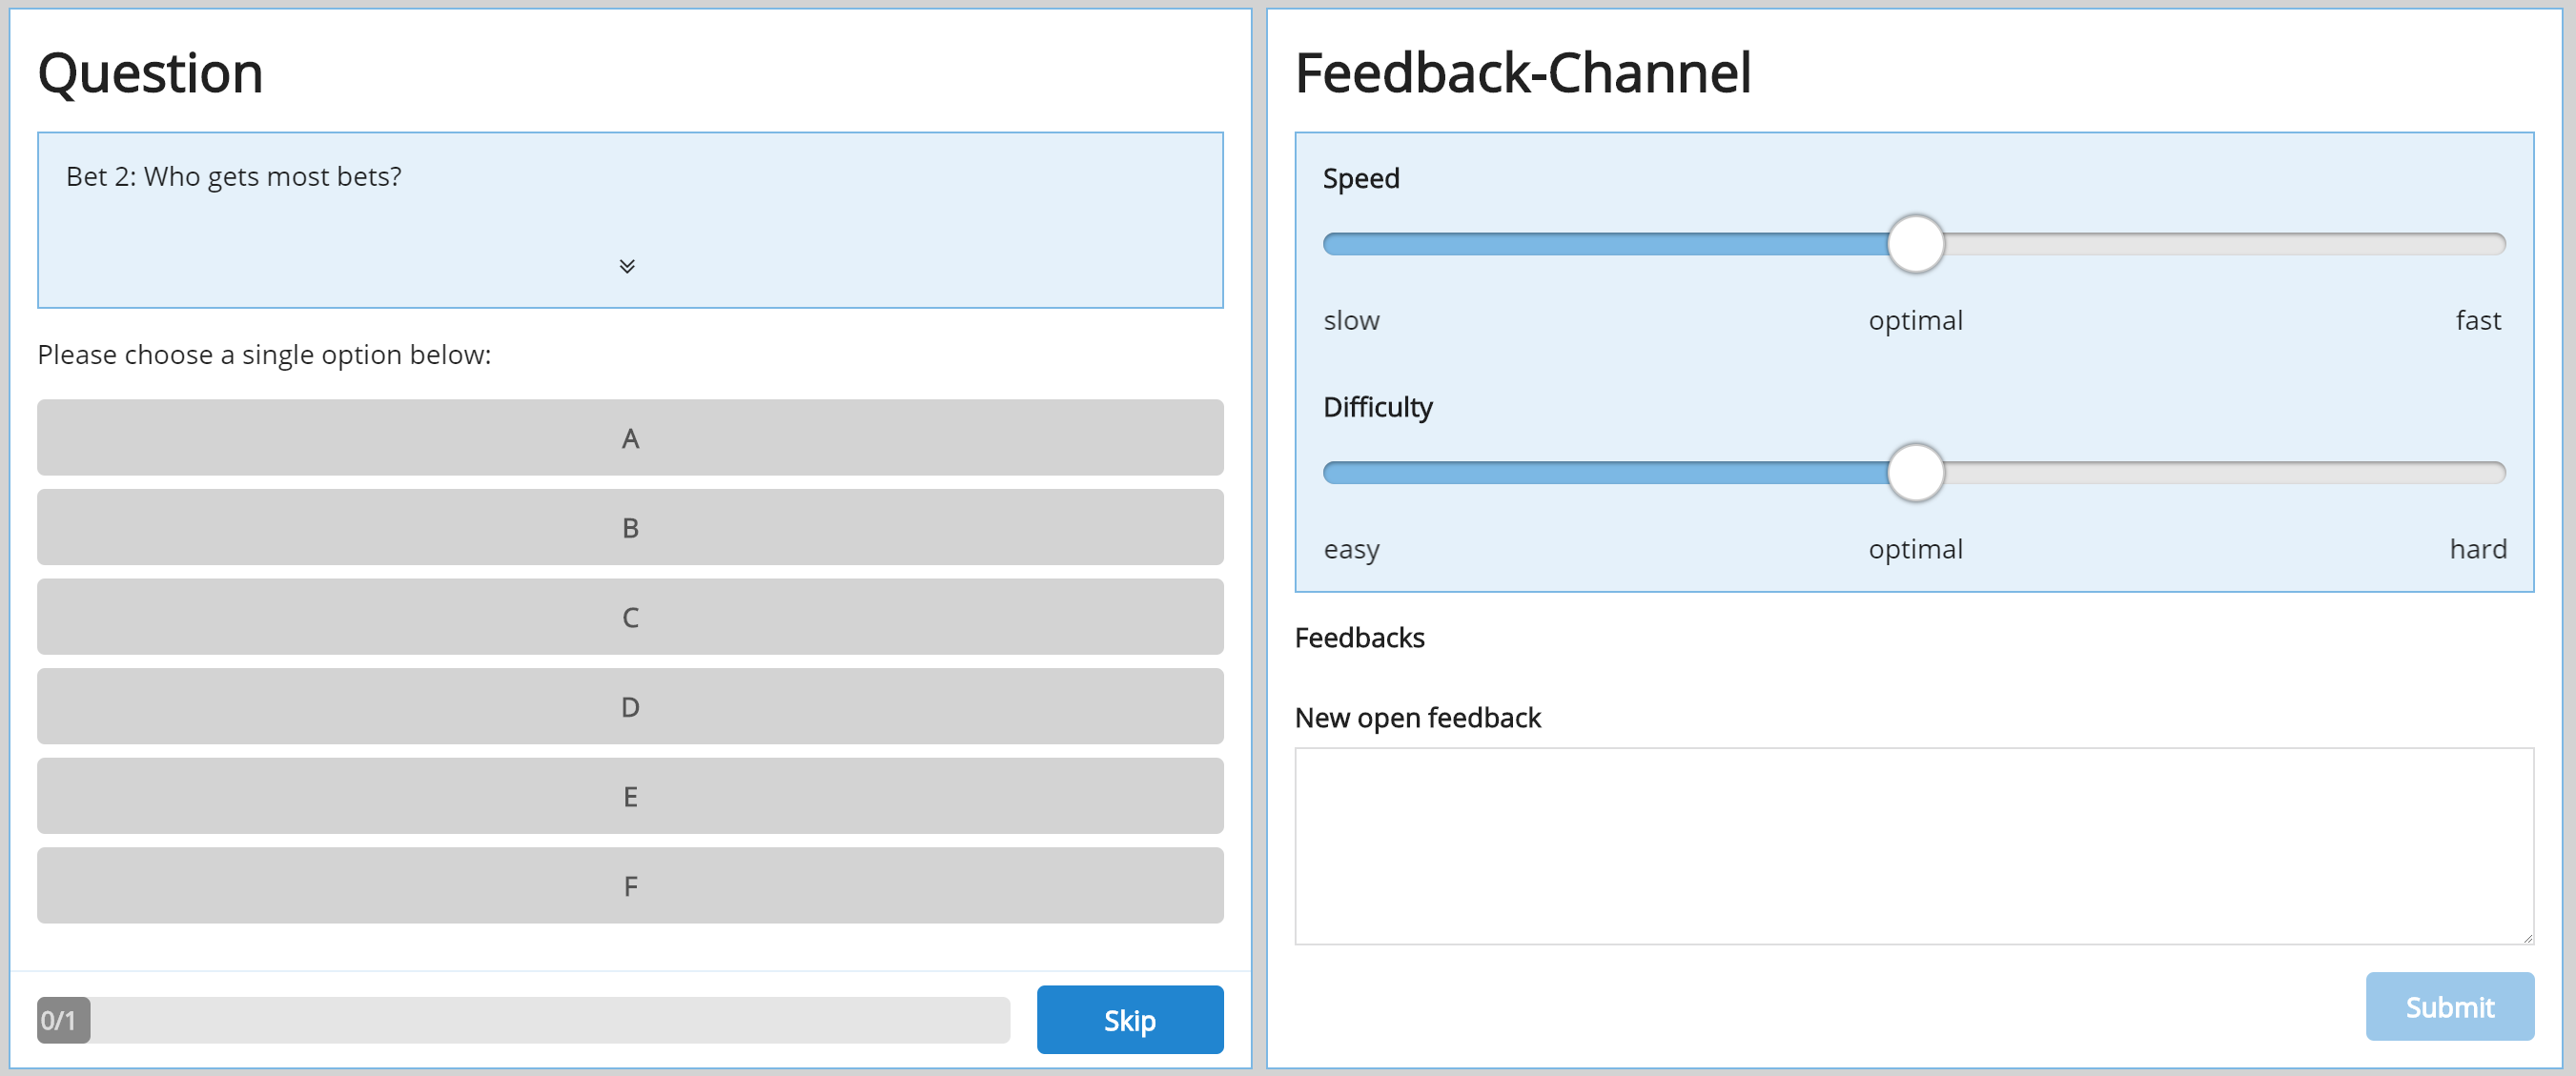 Question
Bet 2: Who gets most bets?
Please choose a single option below:
A
B
C
D
E
F
0/1
Skip
Feedback-Channel
Speed
slow optimal fast
Difficulty
easy optimal hard
Feedbacks
New open feedback
Submit